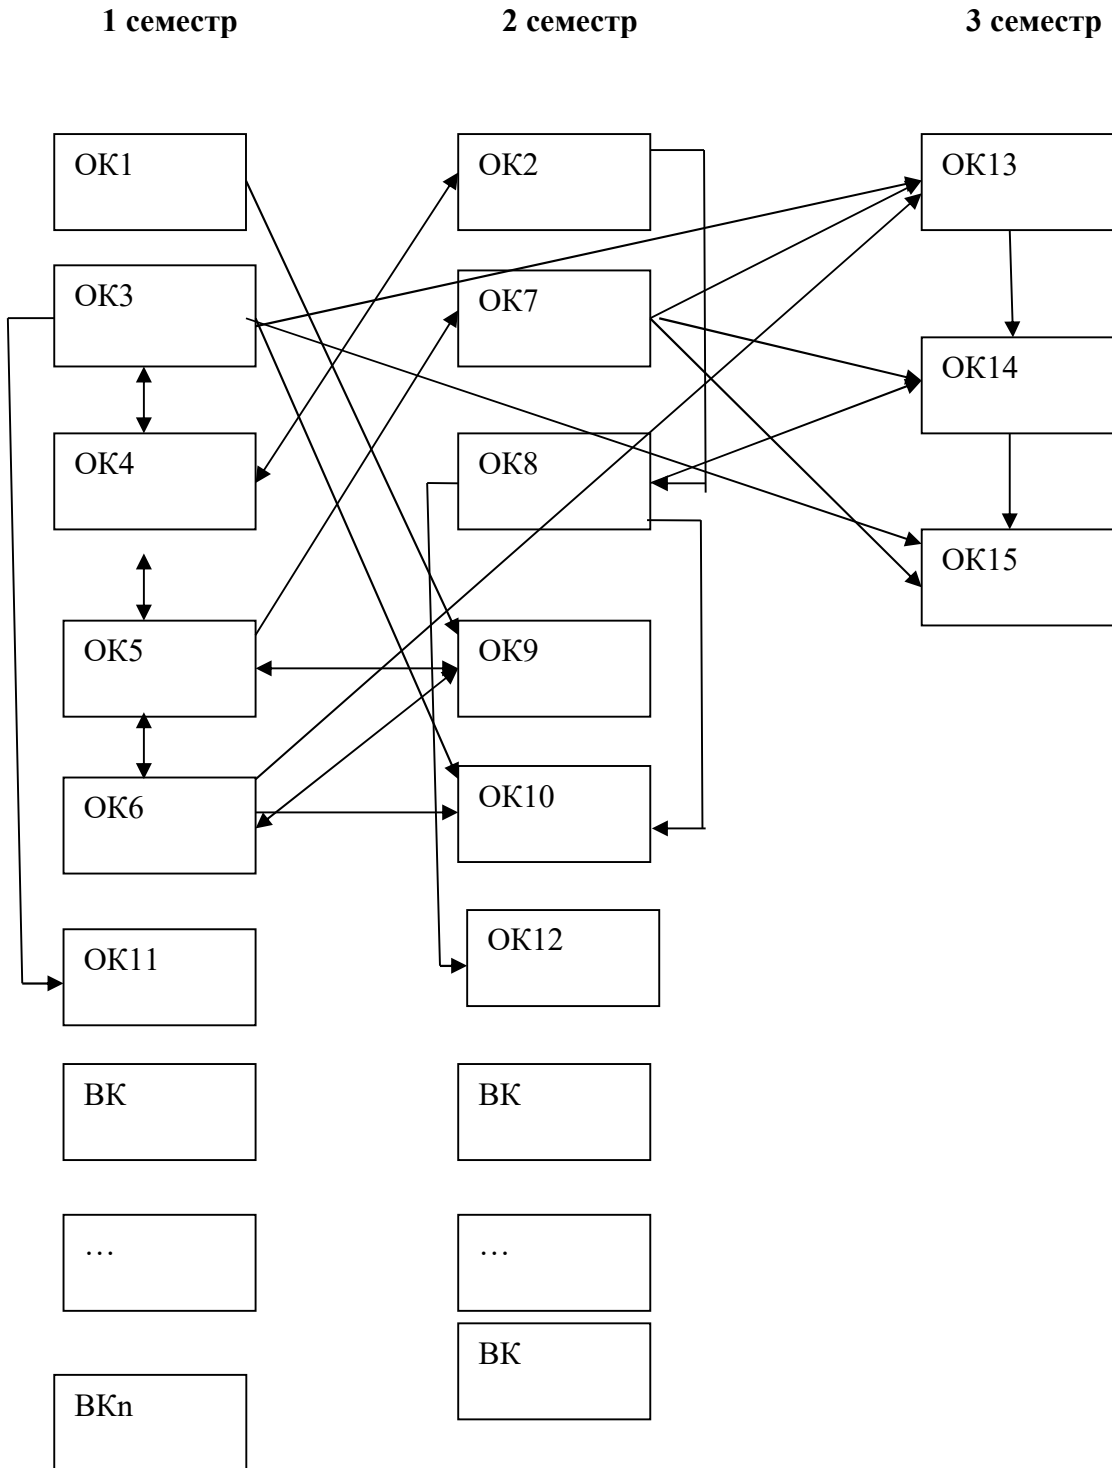 1 семестр
2 семестр
3 семестр
ОК1
ОК2
ОК13
ОК3
ОК7
ОК14
ОК4
ОК8
ОК15
ОК5
ОК9
ОК6
ОК10
ОК11
ОК12
ВК
ВК
…
…
ВК
ВКn